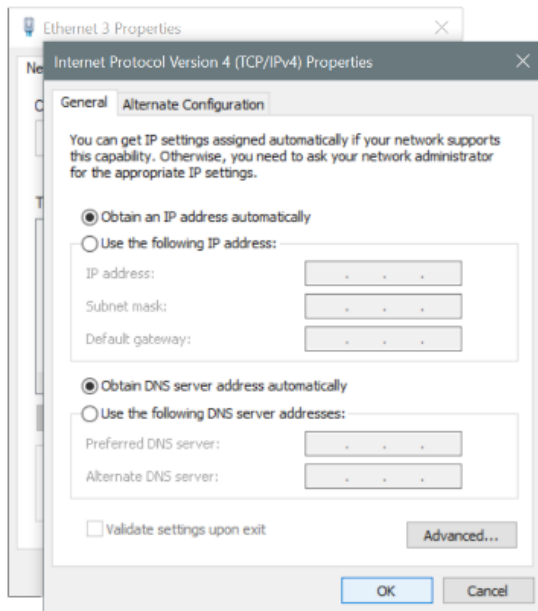 Ethernet 3 Properties
Internet Protocol Version 4 (TCP/IPv4) Properties
General
Alternate Configuration
You can get IP settings assigned automatically if your network supports
this capability. Otherwise, you need to ask your network administrator
for the appropriate IP settings.
Obtain an IP address automatically
Use the following IP address:
IP address:
Subnet mask:
Default gateway:
Obtain DNS server address automatically
Use the following DNS server addresses:
Preferred DNS server:
Alternate DNS server:
Validate settings upon exit
Advanced...
OK
Cancel